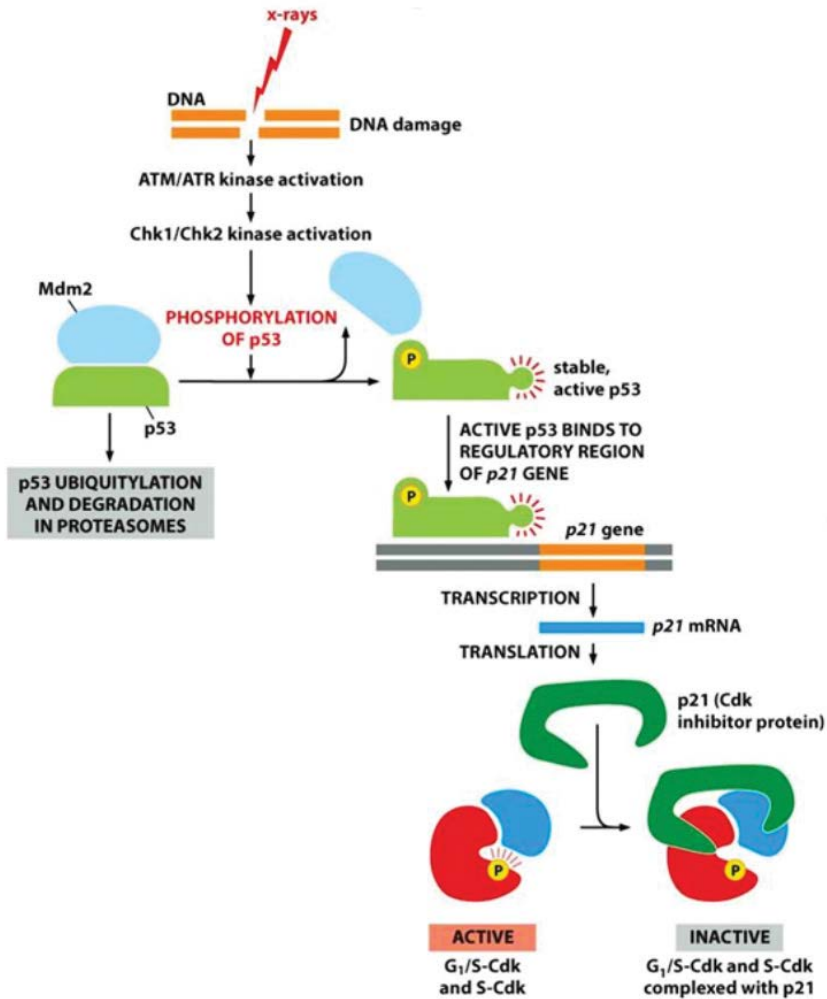 x-rays
DNA
DNA damage
ATM/ATR kinase activation
Chk1/Chk2 kinase activation
Mdm2
PHOSPHORYLATION
OF p53
P
stable,
active p53
p53
ACTIVE p53 BINDS TO
REGULATORY REGION
OF p21 GENE
p53 UBIQUITYLATION
AND DEGRADATION
IN PROTEASOMES
P
p21 gene
TRANSCRIPTION
p21 mRNA
TRANSLATION
p21 (Cdk
inhibitor protein)
P
P
ACTIVE
INACTIVE
G₁/S-Cdk
and S-Cdk
G₁/S-Cdk and S-Cdk
complexed with p21